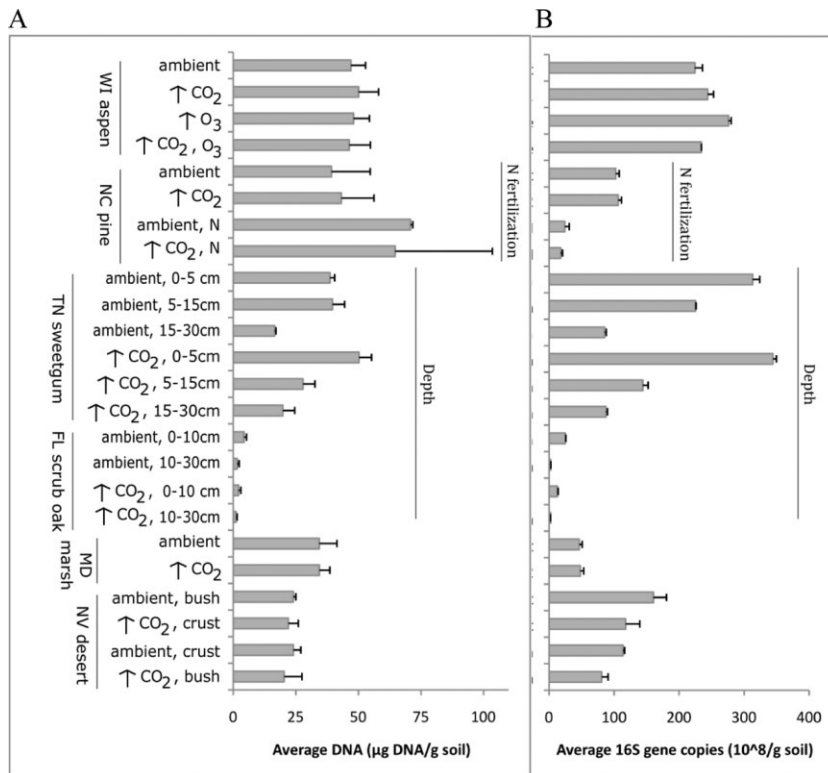 A
B
WI aspen
ambient
↑ CO2
↑ O3
↑ CO2, O3
NC pine
ambient
↑ CO2
ambient, N
↑ CO2, N
N fertilization
N fertilization
TN sweetgum
ambient, 0-5 cm
ambient, 5-15cm
ambient, 15-30cm
↑ CO2, 0-5cm
↑ CO2, 5-15cm
↑ CO2, 15-30cm
FL scrub oak
ambient, 0-10cm
ambient, 10-30cm
↑ CO2, 0-10 cm
↑ CO2, 10-30cm
Depth
Depth
MD
marsh
ambient
↑ CO2
NV desert
ambient, bush
↑ CO2, crust
ambient, crust
↑ CO2, bush
0 25 50 75 100
Average DNA (µg DNA/g soil)
0 100 200 300 400
Average 16S gene copies (10^8/g soil)